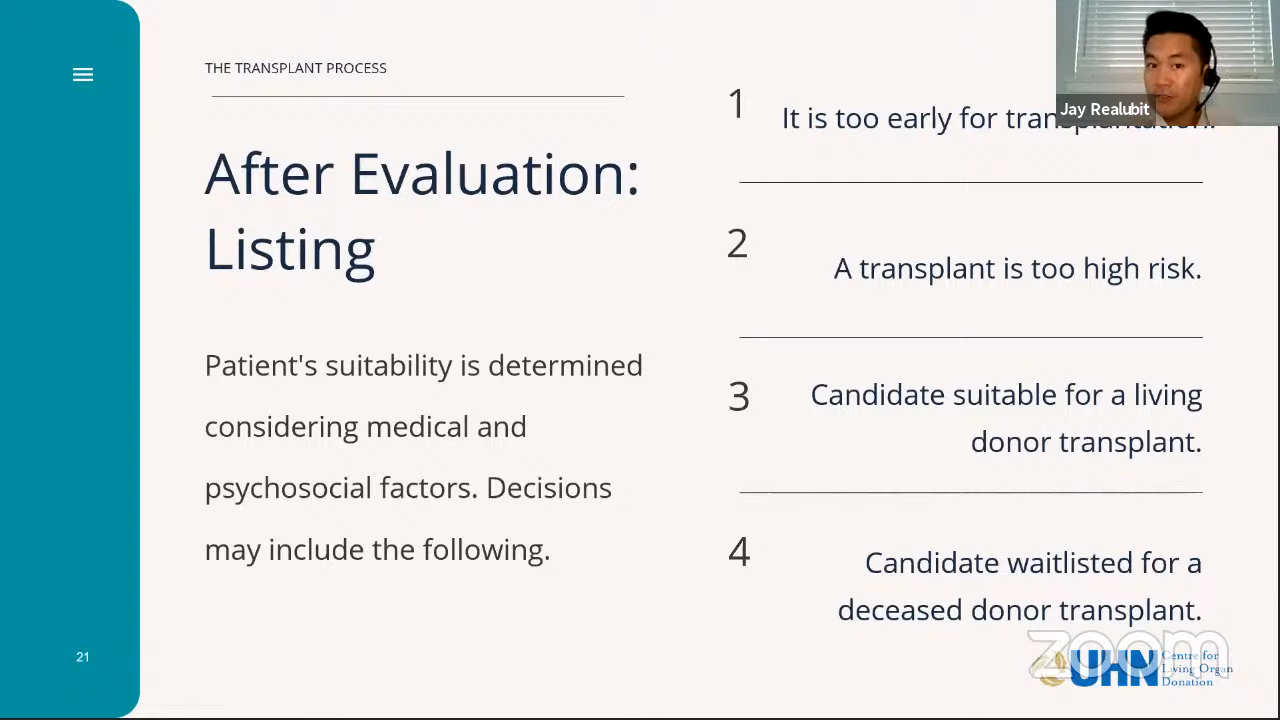 THE TRANSPLANT PROCESS
After Evaluation:
Listing
Patient's suitability is determined
considering medical and
psychosocial factors. Decisions
may include the following.
21
1
It is too early for transplantation.
2
A transplant is too high risk.
3
Candidate suitable for a living
donor transplant.
4
Candidate waitlisted for a
deceased donor transplant.
Jay Realubit
zoom
UHN
Centre for
Living Organ
Donation